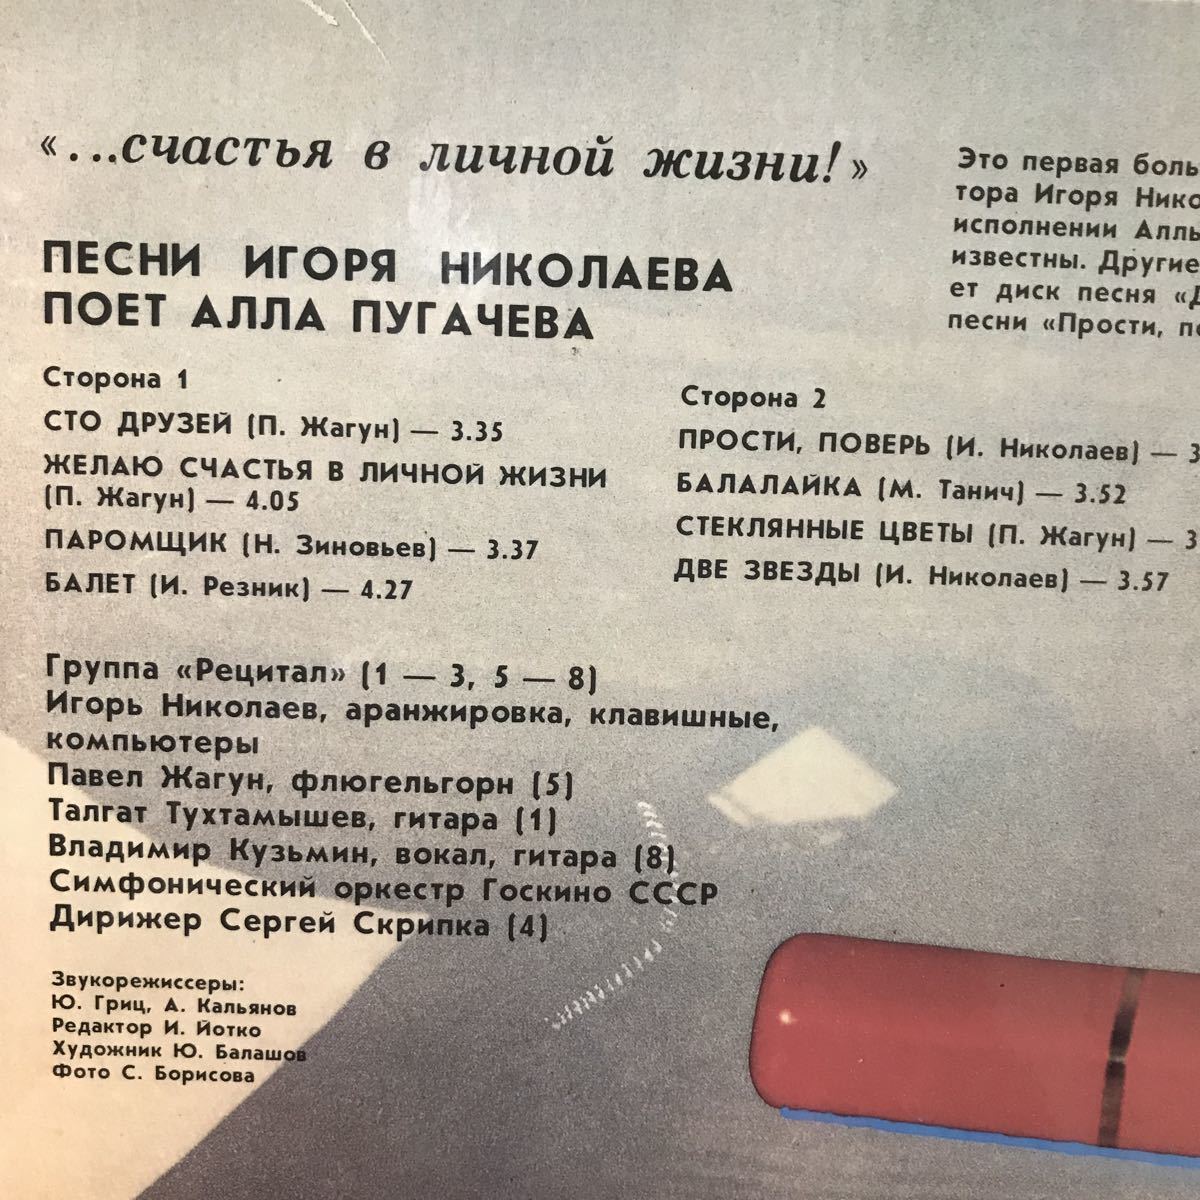 «...счастья в личной жизни!»
ПЕСНИ ИГОРЯ НИКОЛАЕВА
ПОЕТ АЛЛА ПУГАЧЕВА
Это первая боль
тора Игоря Нико
исполнении Аллы
известны. Другие
ет диск песня «Д
песни «Прости, по
Сторона 1
СТО ДРУЗЕЙ (П. Жагун) — 3.35
ЖЕЛАЮ СЧАСТЬЯ В ЛИЧНОЙ ЖИЗНИ
(П. Жагун) — 4.05
ПАРОМЩИК (Н. Зиновьев) — 3.37
БАЛЕТ (И. Резник) — 4.27
Сторона 2
ПРОСТИ, ПОВЕРЬ (И. Николаев) — 3
БАЛАЛАЙКА (М. Танич) — 3.52
СТЕКЛЯННЫЕ ЦВЕТЫ (П. Жагун) — 3
ДВЕ ЗВЕЗДЫ (И. Николаев) — 3.57
Группа «Рецитал» (1 — 3, 5 — 8)
Игорь Николаев, аранжировка, клавишные,
компьютеры
Павел Жагун, флюгельгорн (5)
Талгат Тухтамышев, гитара (1)
Владимир Кузьмин, вокал, гитара (8)
Симфонический оркестр Госкино СССР
Дирижер Сергей Скрипка (4)
Звукорежиссеры:
Ю. Гриц, А. Кальянов
Редактор И. Йотко
Художник Ю. Балашов
Фото С. Борисова